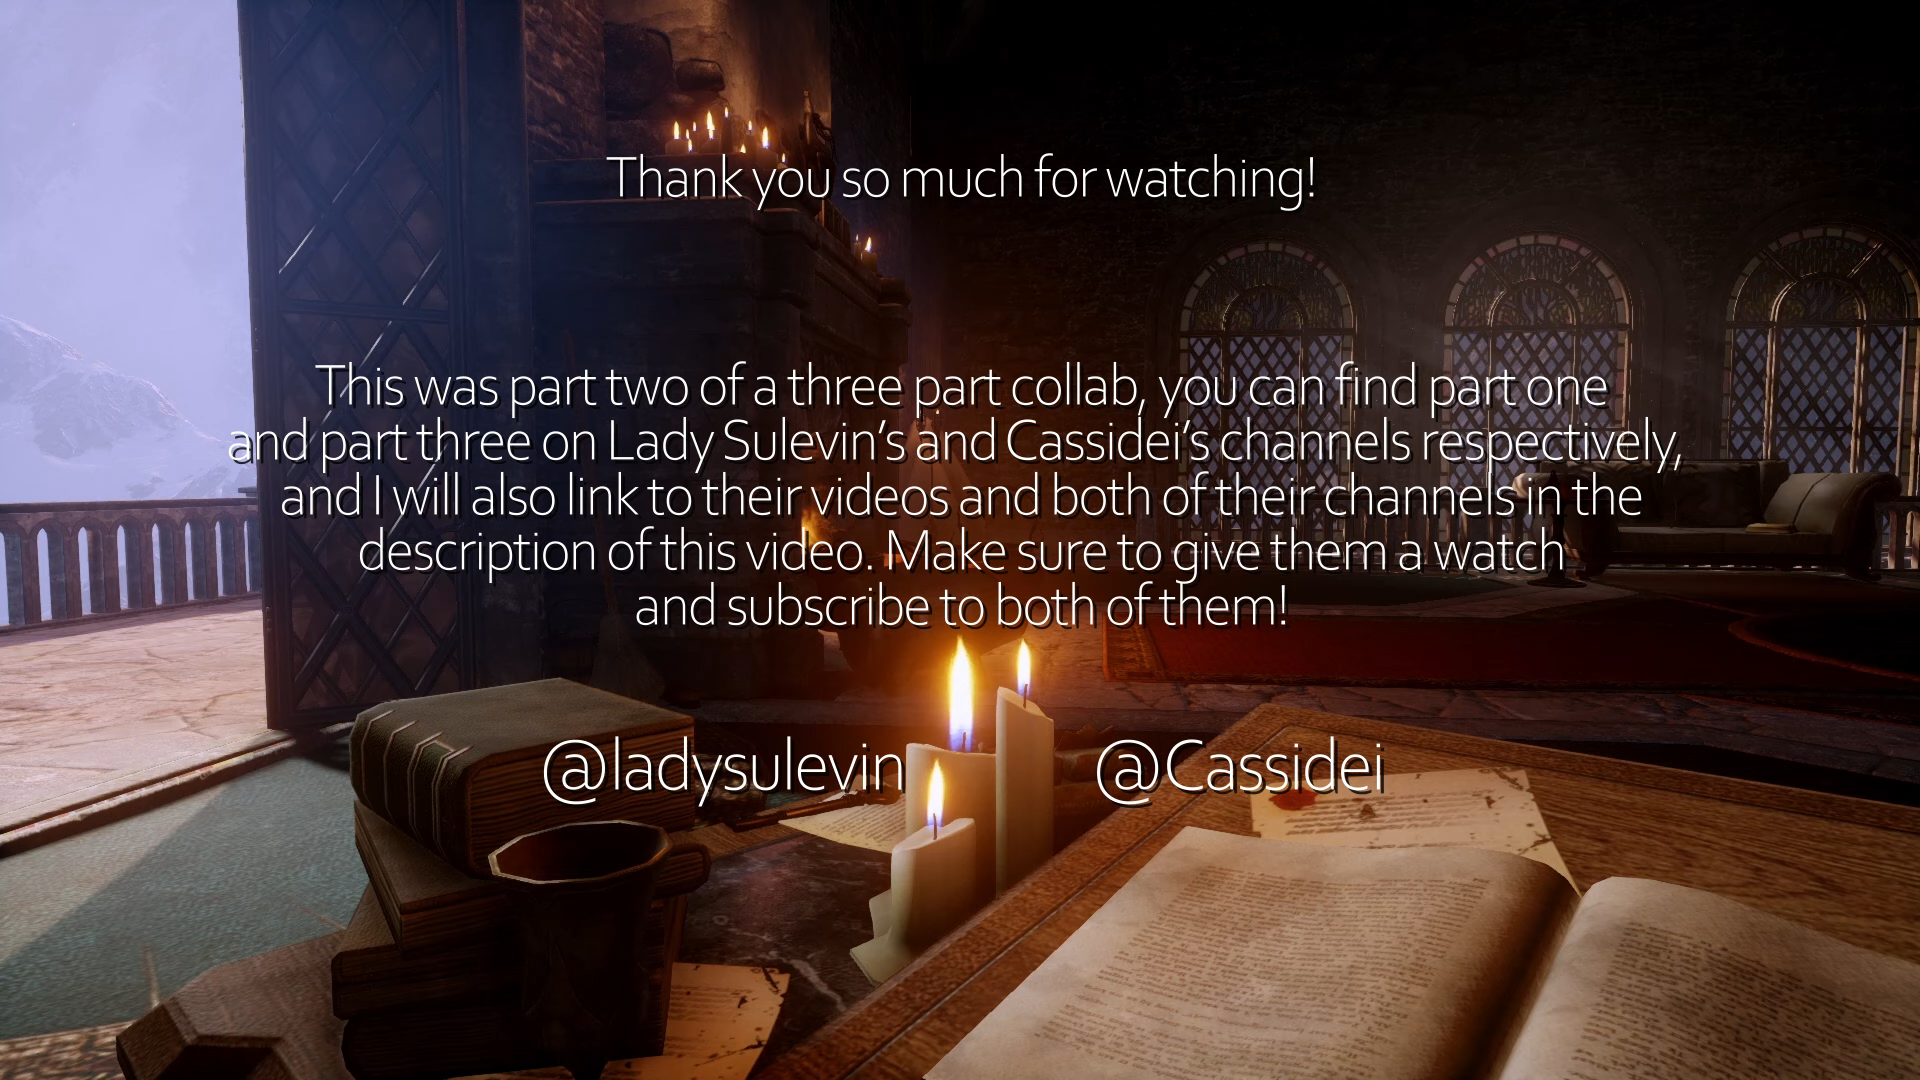 Thank you so much for watching!
This was part two of a three part collab, you can find part one
and part three on Lady Sulevin’s and Cassidei’s channels respectively,
and I will also link to their videos and both of their channels in the
description of this video. Make sure to give them a watch
and subscribe to both of them!
@ladysulevin @Cassidei